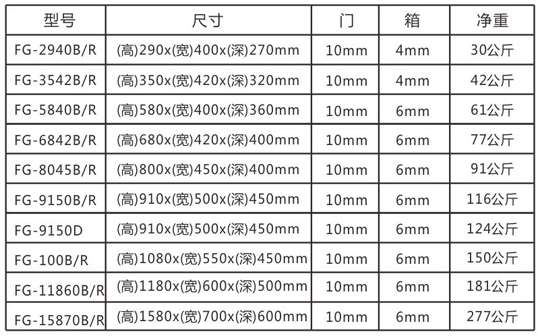 型号 尺寸 门 箱 净重
FG-2940B/R (高)290x(宽)400x(深)270mm 10mm 4mm 30公斤
FG-3542B/R (高)350x(宽)420x(深)320mm 10mm 4mm 42公斤
FG-5840B/R (高)580x(宽)400x(深)360mm 10mm 6mm 61公斤
FG-6842B/R (高)680x(宽)420x(深)400mm 10mm 6mm 77公斤
FG-8045B/R (高)800x(宽)450x(深)400mm 10mm 6mm 91公斤
FG-9150B/R (高)910x(宽)500x(深)450mm 10mm 6mm 116公斤
FG-9150D (高)910x(宽)500x(深)450mm 10mm 6mm 124公斤
FG-100B/R (高)1080x(宽)550x(深)450mm 10mm 6mm 150公斤
FG-11860B/R (高)1180x(宽)600x(深)500mm 10mm 6mm 181公斤
FG-15870B/R (高)1580x(宽)700x(深)600mm 10mm 6mm 277公斤